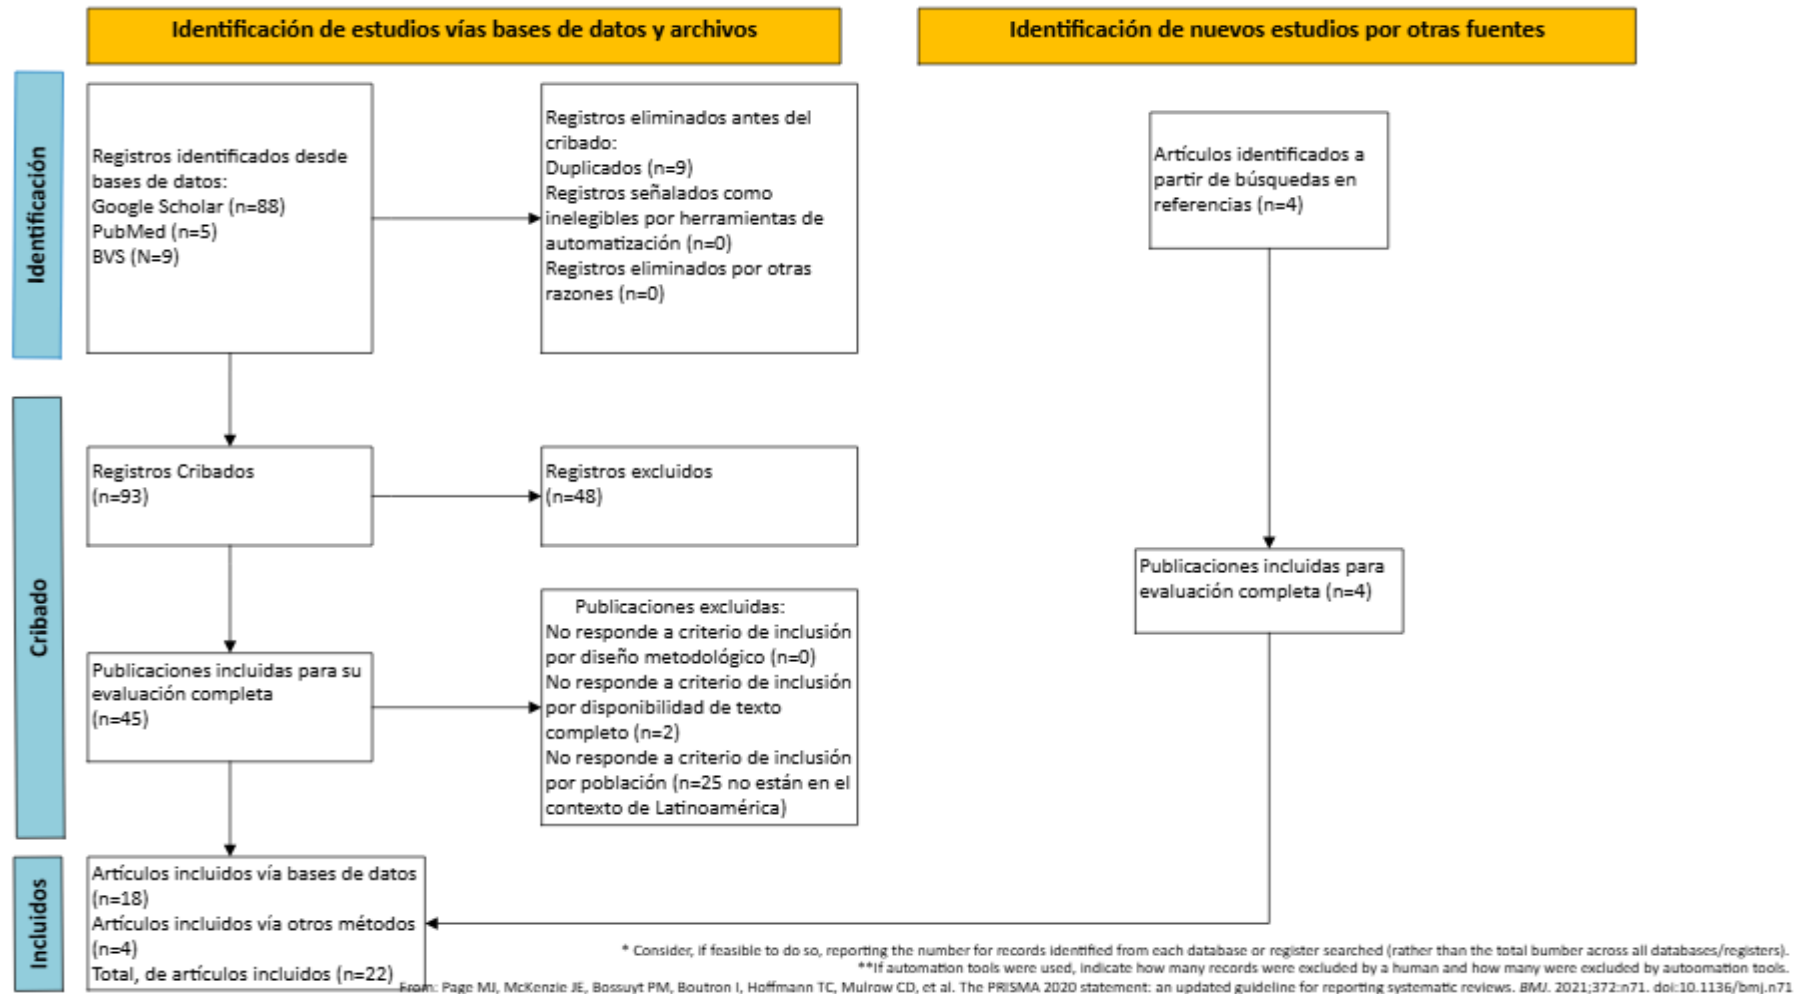 Identificación de estudios vías bases de datos y archivos
Identificación de nuevos estudios por otras fuentes
Identificación
Registros identificados desde
bases de datos:
Google Scholar (n=88)
PubMed (n=5)
BVS (N=9)
Registros eliminados antes del
cribado:
Duplicados (n=9)
Registros señalados como
inelegibles por herramientas de
automatización (n=0)
Registros eliminados por otras
razones (n=0)
Artículos identificados a
partir de búsquedas en
referencias (n=4)
Cribado
Registros Cribados
(n=93)
Registros excluidos
(n=48)
Publicaciones incluidas para su
evaluación completa
(n=45)
Publicaciones excluidas:
No responde a criterio de inclusión
por diseño metodológico (n=0)
No responde a criterio de inclusión
por disponibilidad de texto
completo (n=2)
No responde a criterio de inclusión
por población (n=25 no están en el
contexto de Latinoamérica)
Publicaciones incluidas para
evaluación completa (n=4)
Incluidos
Artículos incluidos vía bases de datos
(n=18)
Artículos incluidos vía otros métodos
(n=4)
Total, de artículos incluidos (n=22)
* Consider, if feasible to do so, reporting the number for records identified from each database or register searched (rather than the total bumber across all databases/registers).
**If automation tools were used, indicate how many records were excluded by a human and how many were excluded by autoomation tools.
From: Page MJ, McKenzie JE, Bossuyt PM, Boutron I, Hoffmann TC, Mulrow CD, et al. The PRISMA 2020 statement: an updated guideline for reporting systematic reviews. BMJ. 2021;372:n71. doi:10.1136/bmj.n71